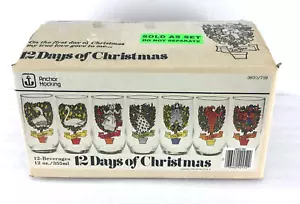 On the first day of Christmas
my true love gave to me...
SOLD AS SET
DO NOT SEPARATE
12 Days of Christmas
Anchor
Hocking
12-Beverages
12 oz./355ml
12 Days of Christmas